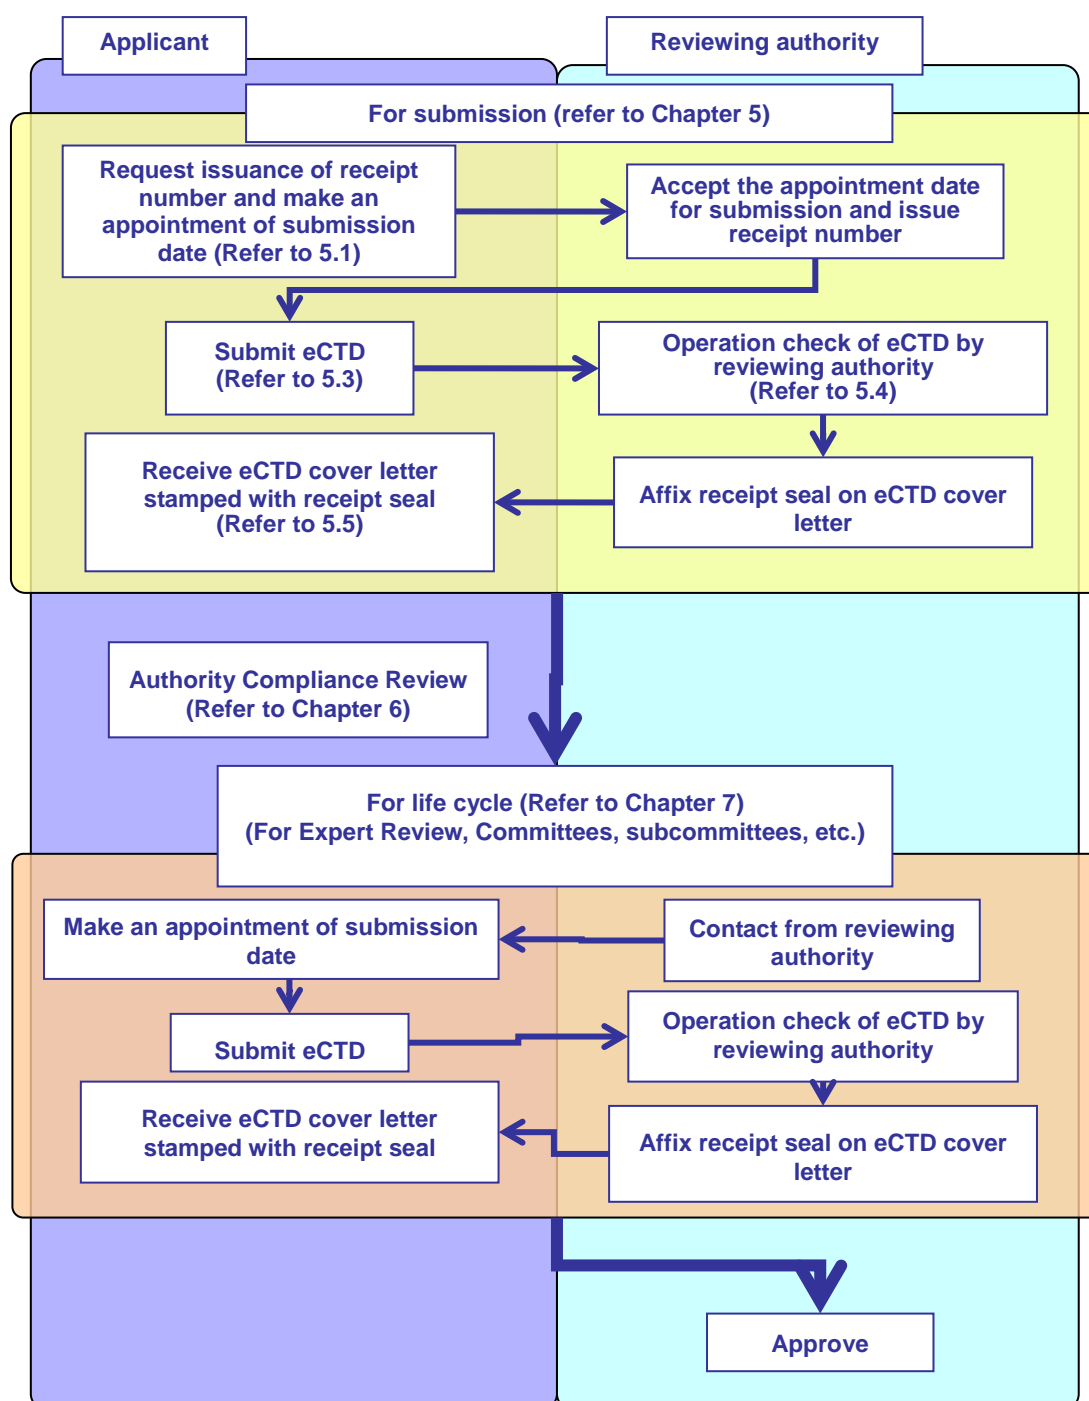 Applicant
Reviewing authority
For submission (refer to Chapter 5)
Request issuance of receipt
number and make an
appointment of submission
date (Refer to 5.1)
Accept the appointment date
for submission and issue
receipt number
Submit eCTD
(Refer to 5.3)
Operation check of eCTD by
reviewing authority
(Refer to 5.4)
Receive eCTD cover letter
stamped with receipt seal
(Refer to 5.5)
Affix receipt seal on eCTD cover
letter
Authority Compliance Review
(Refer to Chapter 6)
For life cycle (Refer to Chapter 7)
(For Expert Review, Committees, subcommittees, etc.)
Make an appointment of submission
date
Contact from reviewing
authority
Submit eCTD
Operation check of eCTD by
reviewing authority
Receive eCTD cover letter
stamped with receipt seal
Affix receipt seal on eCTD cover
letter
Approve